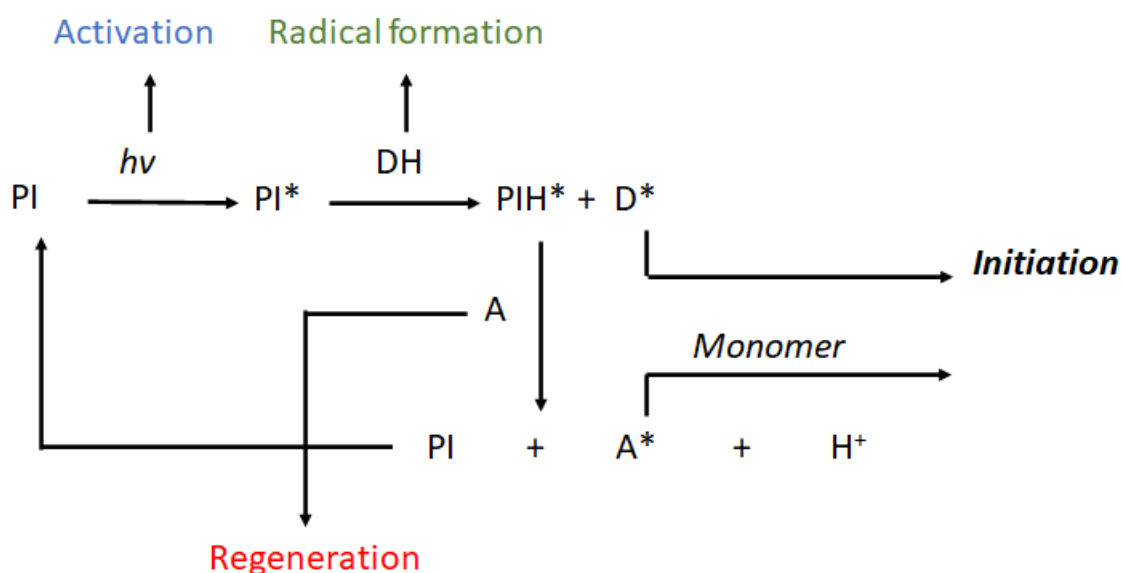 Activation Radical formation
hv DH
PI PI* PIH* + D*
Initiation
A
Monomer
PI + A* + H⁺
Regeneration